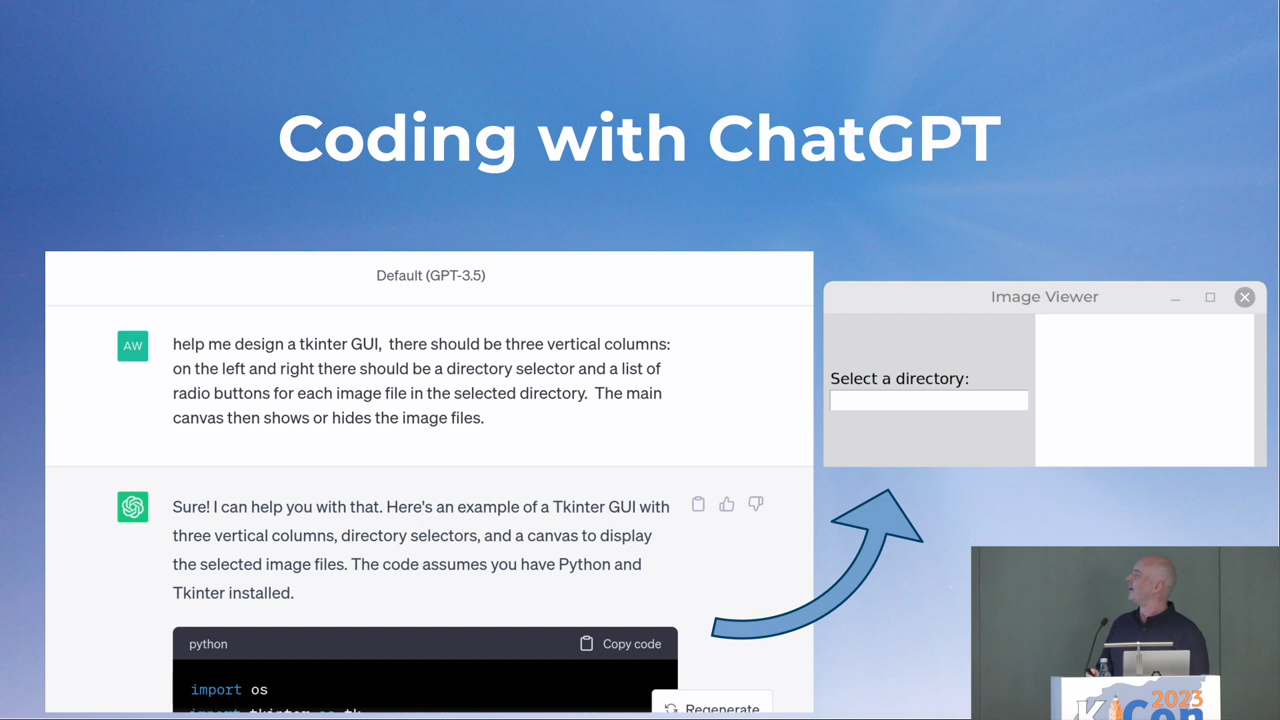 Coding with ChatGPT
Default (GPT-3.5)
AW
help me design a tkinter GUI,  there should be three vertical columns:
on the left and right there should be a directory selector and a list of
radio buttons for each image file in the selected directory.  The main
canvas then shows or hides the image files.
Sure! I can help you with that. Here's an example of a Tkinter GUI with
three vertical columns, directory selectors, and a canvas to display
the selected image files. The code assumes you have Python and
Tkinter installed.
python
Copy code
import os
import tkinter as tk
Regenerate
Image Viewer
Select a directory:
KiCon
2023